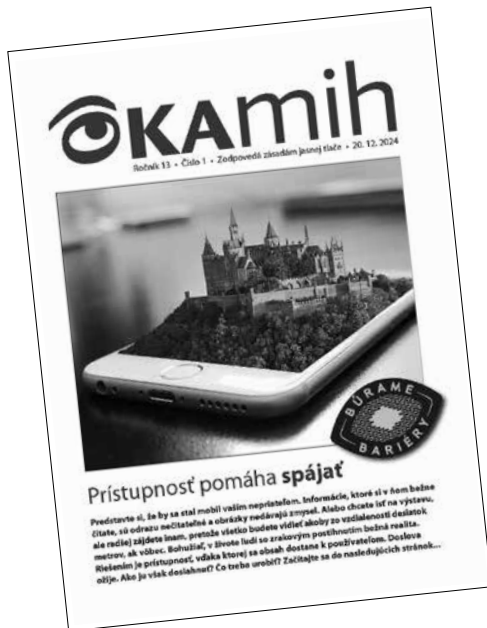 OKAmih
Ročník 13 • Číslo 1 • Zodpovedá zásadám jasnej tlače • 20. 12. 2024
BÚRAME
BARIÉRY
Prístupnosť pomáha spájať
Predstavte si, že by sa stal mobil vaším nepriateľom. Informácie, ktoré si v ňom bežne
čítate, sú odrazu nečitateľné a obrázky nedávajú zmysel. Alebo chcete ísť na výstavu,
ale radšej zájdete inam, pretože všetko budete vidieť akoby zo vzdialenosti desiatok
metrov, ak vôbec. Bohužiaľ, v živote ľudí so zrakovým postihnutím bežná realita.
Riešením je prístupnosť, vďaka ktorej sa obsah dostane k používateľom. Doslova
ožije. Ako ju však dosiahnuť? Čo treba urobiť? Začítajte sa do nasledujúcich stránok...